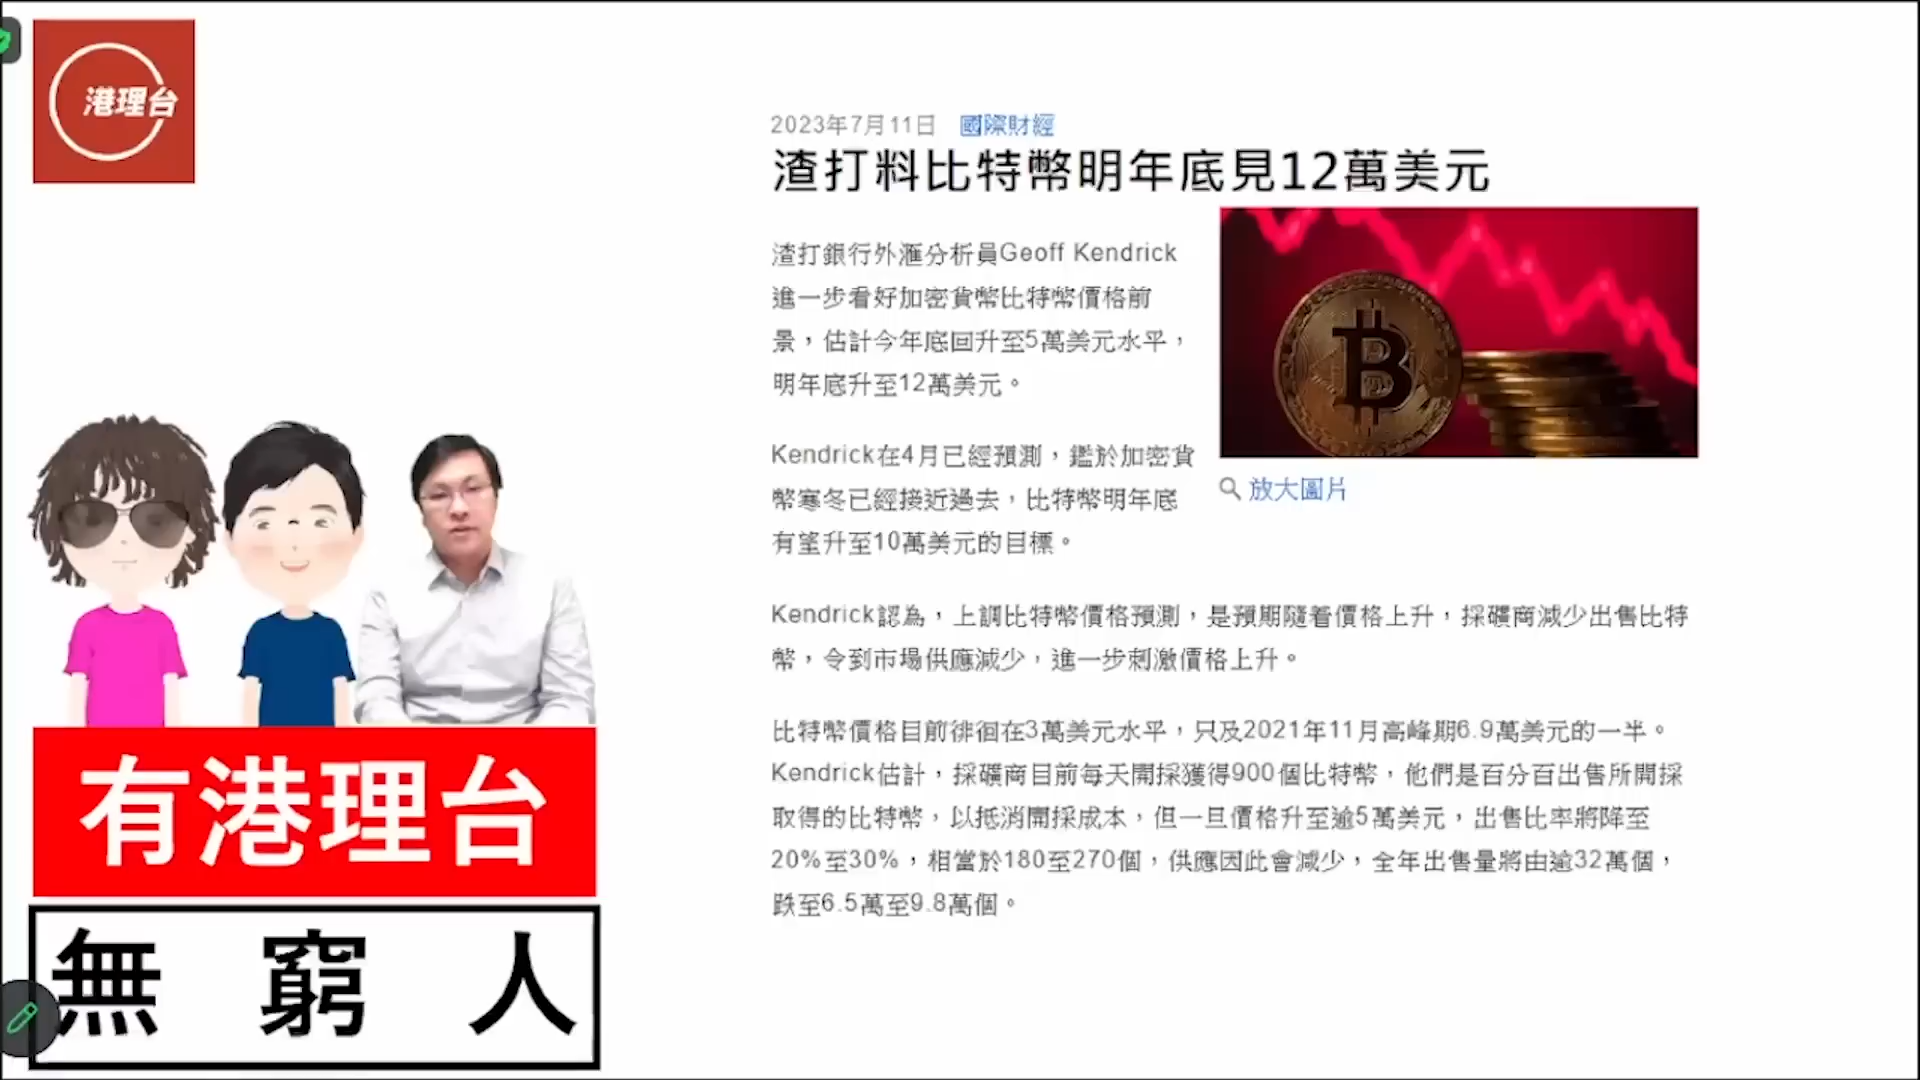 港理台
2023年7月11日 國際財經
渣打料比特幣明年底見12萬美元
渣打銀行外滙分析員Geoff Kendrick
進一步看好加密貨幣比特幣價格前
景，估計今年底回升至5萬美元水平，
明年底升至12萬美元。
Kendrick在4月已經預測，鑑於加密貨
幣寒冬已經接近過去，比特幣明年底
有望升至10萬美元的目標。
放大圖片
Kendrick認為，上調比特幣價格預測，是預期隨着價格上升，採礦商減少出售比特
幣，令到市場供應減少，進一步刺激價格上升。
比特幣價格目前徘徊在3萬美元水平，只及2021年11月高峰期6.9萬美元的一半。
Kendrick估計，採礦商目前每天開採獲得900個比特幣，他們是百分百出售所開採
取得的比特幣，以抵消開採成本，但一旦價格升至逾5萬美元，出售比率將降至
20%至30%，相當於180至270個，供應因此會減少，全年出售量將由逾32萬個，
跌至6.5萬至9.8萬個。
有港理台
無窮人